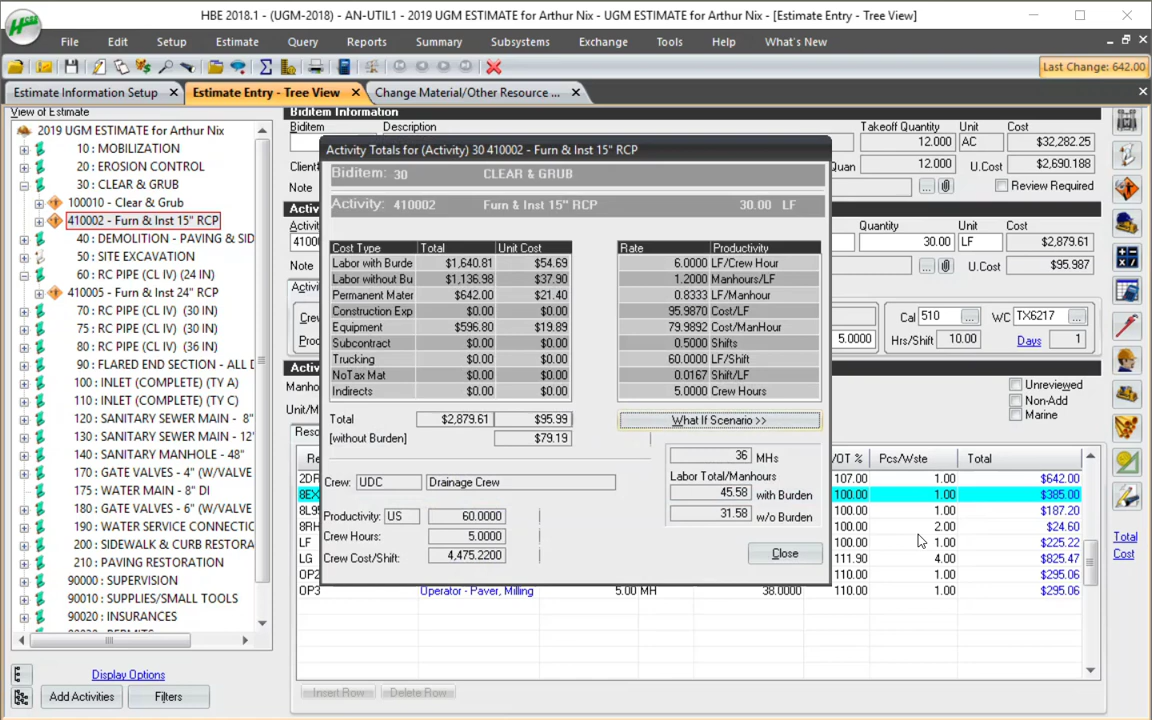 HBE 2018.1 - (UGM-2018) - AN-UTIL1 - 2019 UGM ESTIMATE for Arthur Nix - UGM ESTIMATE for Arthur Nix - [Estimate Entry - Tree View]
File Edit Setup Estimate Query Reports Summary Subsystems Exchange Tools Help What's New
Last Change: 642.00
Estimate Information Setup Estimate Entry - Tree View Change Material/Other Resource ...
View of Estimate
2019 UGM ESTIMATE for Arthur Nix
10 : MOBILIZATION
20 : EROSION CONTROL
30 : CLEAR & GRUB
100010 - Clear & Grub
410002 - Furn & Inst 15" RCP
40 : DEMOLITION - PAVING & SID
50 : SITE EXCAVATION
60 : RC PIPE (CL IV) (24 IN)
410005 - Furn & Inst 24" RCP
70 : RC PIPE (CL IV) (30 IN)
75 : RC PIPE (CL IV) (30 IN)
80 : RC PIPE (CL IV) (36 IN)
90 : FLARED END SECTION - ALL D
100 : INLET (COMPLETE) (TY A)
110 : INLET (COMPLETE) (TY C)
120 : SANITARY SEWER MAIN - 8"
130 : SANITARY SEWER MAIN - 12"
140 : SANITARY MANHOLE - 48"
170 : GATE VALVES - 4" (W/VALVE
175 : WATER MAIN - 8" DI
180 : GATE VALVES - 6" (W/VALVE
190 : WATER SERVICE CONNECTIC
200 : SIDEWALK & CURB RESTORA
210 : PAVING RESTORATION
90000 : SUPERVISION
90010 : SUPPLIES/SMALL TOOLS
90020 : INSURANCES
Display Options
Add Activities Filters
Biditem Information
Biditem Description Takeoff Quantity Unit Cost
12.000 AC $32,282.25
Client# Quan 12.000 U.Cost $2,690.188
Note ... Review Required
Activ
Activity Quantity Unit Cost
4100 30.00 LF $2,879.61
Note ... U.Cost $95.987
Activi
Crew Cal 510 ... WC TX6217 ...
Proc 5.0000 Hrs/Shift 10.00 Days 1
Activ
Manho Unreviewed
Non-Add
Unit/M Marine
Reso
Re /OT % Pcs/Wste Total
2DF 107.00 1.00 $642.00
8EX 100.00 1.00 $385.00
8L95 100.00 1.00 $187.20
8RH 100.00 2.00 $24.60
LF 100.00 1.00 $225.22
LG 111.90 4.00 $825.47
OP2 110.00 1.00 $295.06
OP3 Operator - Paver, Milling 5.00 MH 38.0000 110.00 1.00 $295.06
Insert Row Delete Row
Total
Cost
Activity Totals for (Activity) 30 410002 - Furn & Inst 15" RCP
Biditem: 30 CLEAR & GRUB
Activity: 410002 Furn & Inst 15" RCP 30.00 LF
Cost Type Total Unit Cost
Labor with Burde $1,640.81 $54.69
Labor without Bu $1,136.98 $37.90
Permanent Mater $642.00 $21.40
Construction Exp $0.00 $0.00
Equipment $596.80 $19.89
Subcontract $0.00 $0.00
Trucking $0.00 $0.00
NoTax Mat $0.00 $0.00
Indirects $0.00 $0.00
Total $2,879.61 $95.99
[without Burden] $79.19
Rate Productivity
6.0000 LF/Crew Hour
1.2000 Manhours/LF
0.8333 LF/Manhour
95.9870 Cost/LF
79.9892 Cost/ManHour
0.5000 Shifts
60.0000 LF/Shift
0.0167 Shift/LF
5.0000 Crew Hours
What If Scenario >>
36 MHs
Labor Total/Manhours
45.58 with Burden
31.58 w/o Burden
Crew: UDC Drainage Crew
Productivity: US 60.0000
Crew Hours: 5.0000
Crew Cost/Shift: 4,475.2200
Close